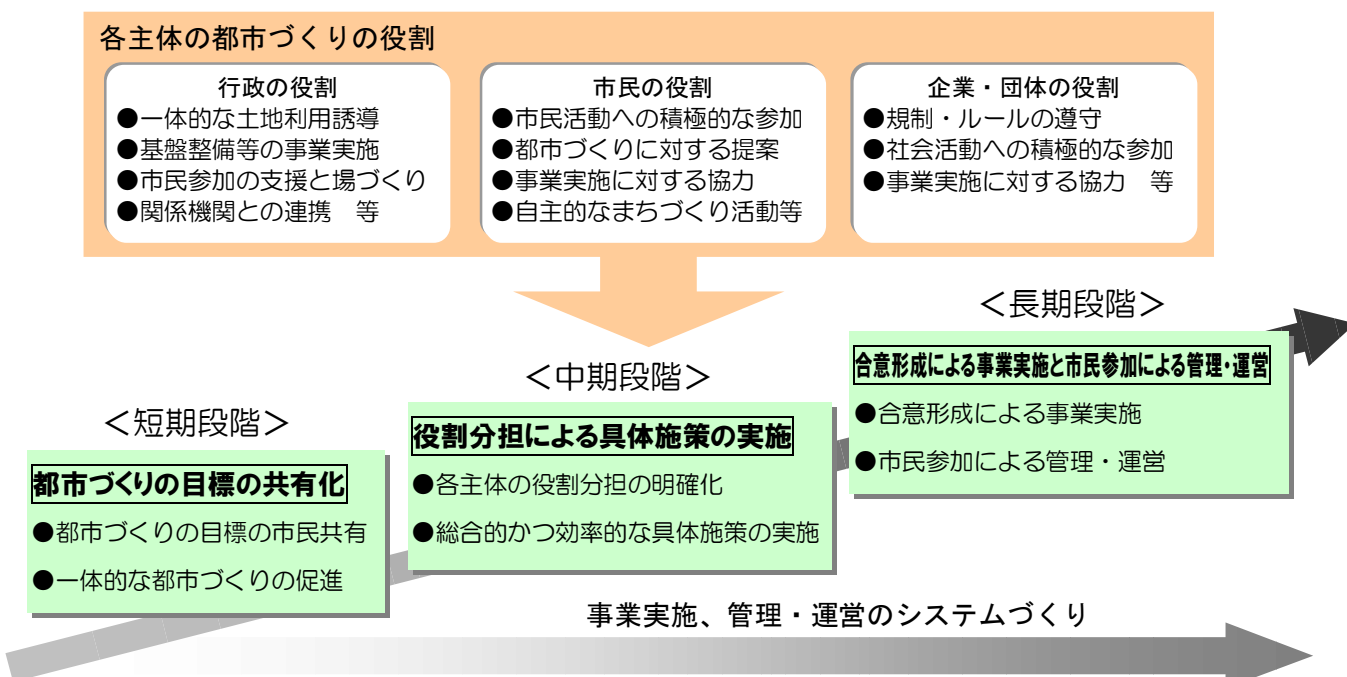 各主体の都市づくりの役割
行政の役割
●一体的な土地利用誘導
●基盤整備等の事業実施
●市民参加の支援と場づくり
●関係機関との連携　等
市民の役割
●市民活動への積極的な参加
●都市づくりに対する提案
●事業実施に対する協力
●自主的なまちづくり活動等
企業・団体の役割
●規制・ルールの遵守
●社会活動への積極的な参加
●事業実施に対する協力　等
＜短期段階＞
都市づくりの目標の共有化
●都市づくりの目標の市民共有
●一体的な都市づくりの促進
＜中期段階＞
役割分担による具体施策の実施
●各主体の役割分担の明確化
●総合的かつ効率的な具体施策の実施
＜長期段階＞
合意形成による事業実施と市民参加による管理・運営
●合意形成による事業実施
●市民参加による管理・運営
事業実施、管理・運営のシステムづくり